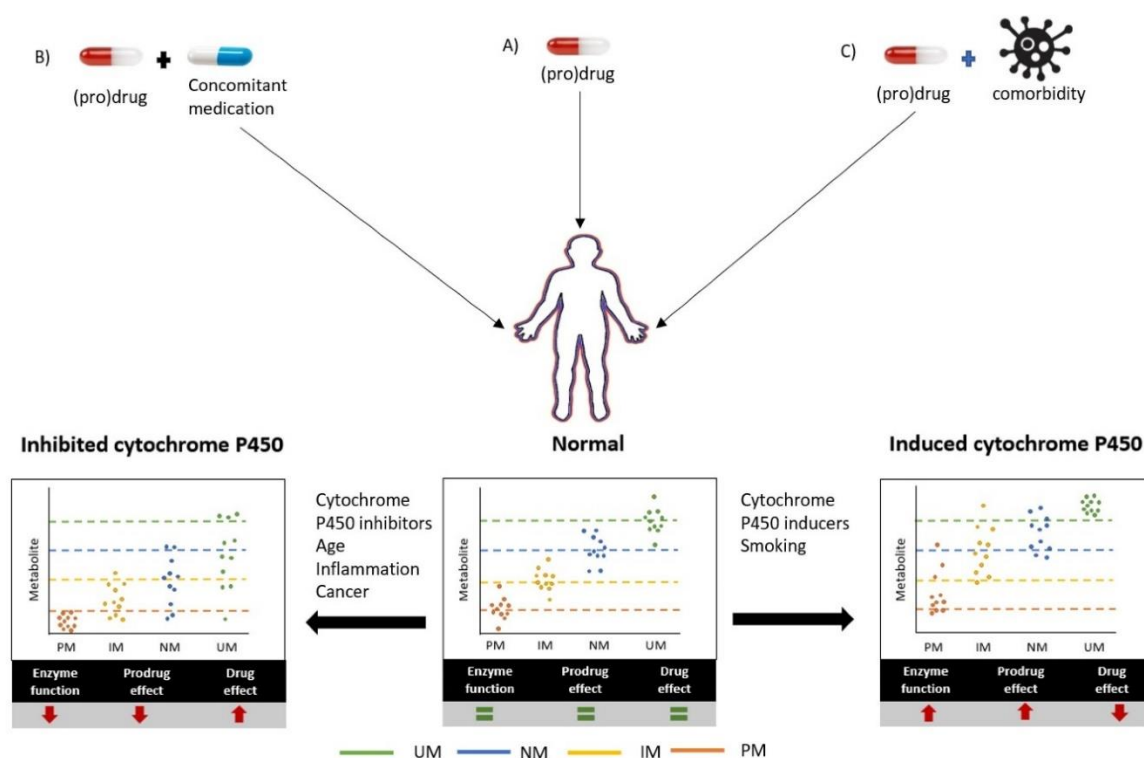 B)
(pro)drug
Concomitant
medication
A)
(pro)drug
C)
(pro)drug
comorbidity
Inhibited cytochrome P450
Normal
Induced cytochrome P450
Metabolite
PM IM NM UM
Enzyme
function
Prodrug
effect
Drug
effect
Cytochrome
P450 inhibitors
Age
Inflammation
Cancer
Metabolite
PM IM NM UM
Enzyme
function
Prodrug
effect
Drug
effect
Cytochrome
P450 inducers
Smoking
Metabolite
PM IM NM UM
Enzyme
function
Prodrug
effect
Drug
effect
UM NM IM PM